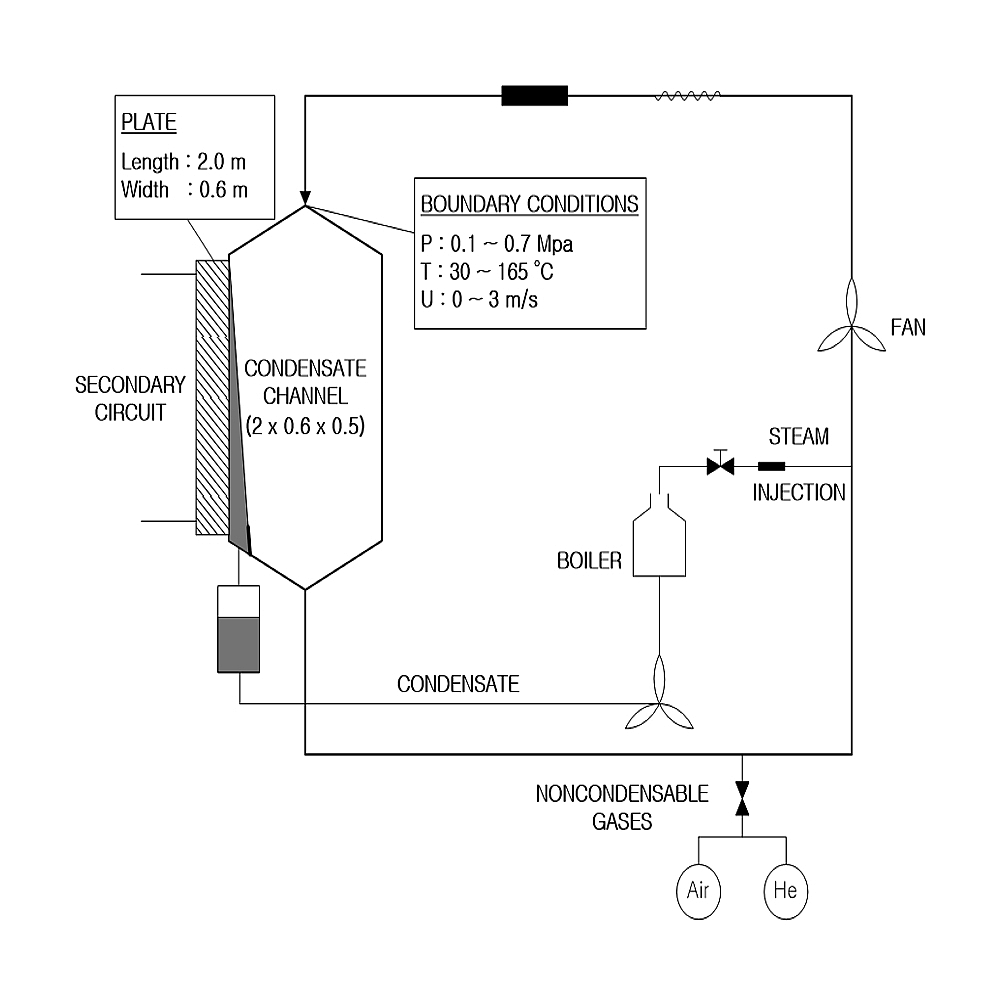 PLATE
Length : 2.0 m
Width : 0.6 m
BOUNDARY CONDITIONS
P : 0.1 ~ 0.7 Mpa
T : 30 ~ 165 °C
U : 0 ~ 3 m/s
FAN
CONDENSATE
CHANNEL
(2 x 0.6 x 0.5)
SECONDARY
CIRCUIT
STEAM
INJECTION
BOILER
CONDENSATE
NONCONDENSABLE
GASES
Air
He